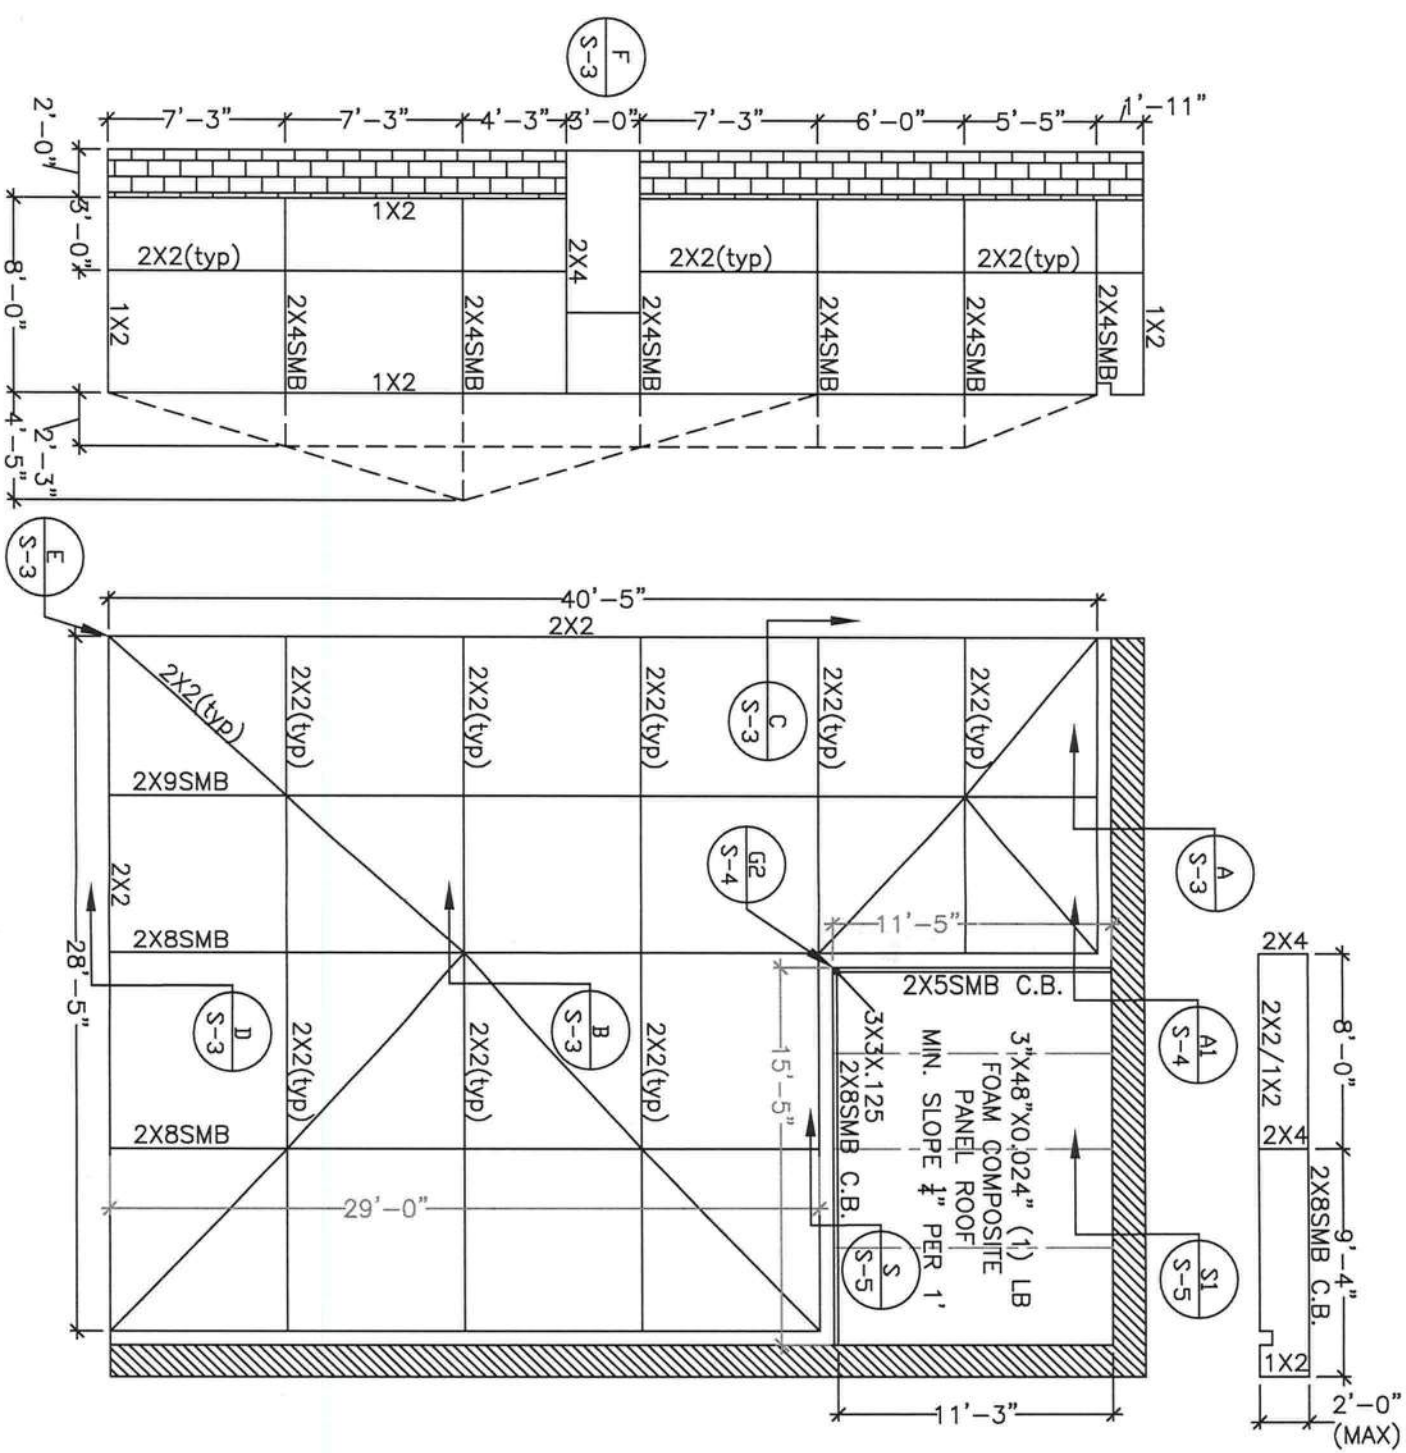 F
S-3
7'-3"
7'-3"
4'-3"
3'-0"
7'-3"
6'-0"
5'-5"
1'-11"
2'-0"
3'-0"
8'-0"
2'-3"
4'-5"
1X2
2X2(typ)
2X4
2X2(typ)
2X2(typ)
1X2
2X4SMB
2X4SMB
2X4SMB
2X4SMB
2X4SMB
2X4SMB
1X2
1X2
E
S-3
40'-5"
2X2
2X2(typ)
2X2(typ)
2X2(typ)
2X2(typ)
2X2(typ)
2X2(typ)
C
S-3
A
S-3
2X9SMB
G2
S-4
2X2
28'-5"
11'-5"
2X8SMB
2X5SMB C.B.
D
S-3
B
S-3
A1
S-4
2X2(typ)
2X2(typ)
2X2(typ)
15'-5"
3X3X.125
2X8SMB C.B.
3"X48"X0.024" (1) LB
FOAM COMPOSITE
PANEL ROOF
MIN. SLOPE ¼" PER 1'
2X8SMB
29'-0"
S
S-5
S1
S-5
11'-3"
2X4
2X2/1X2
8'-0"
2X4
2X8SMB C.B.
9'-4"
1X2
2'-0"
(MAX)